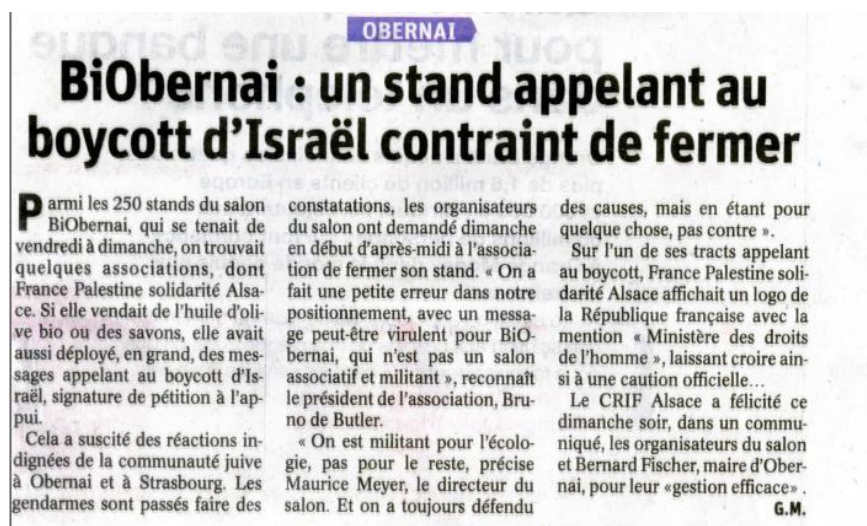 OBERNAI
BiObernai : un stand appelant au
boycott d'Israël contraint de fermer
Parmi les 250 stands du salon
BiObernai, qui se tenait de
vendredi à dimanche, on trouvait
quelques associations, dont
France Palestine solidarité Alsa-
ce. Si elle vendait de l'huile d'oli-
ve bio ou des savons, elle avait
aussi déployé, en grand, des mes-
sages appelant au boycott d'Is-
raël, signature de pétition à l'ap-
pui.
Cela a suscité des réactions in-
dignées de la communauté juive
à Obernai et à Strasbourg. Les
gendarmes sont passés faire des
constatations, les organisateurs
du salon ont demandé dimanche
en début d'après-midi à l'associa-
tion de fermer son stand. « On a
fait une petite erreur dans notre
positionnement, avec un messa-
ge peut-être virulent pour BiO-
bernai, qui n'est pas un salon
associatif et militant », reconnaît
le président de l'association, Bru-
no de Butler.
« On est militant pour l'écolo-
gie, pas pour le reste, précise
Maurice Meyer, le directeur du
salon. Et on a toujours défendu
des causes, mais en étant pour
quelque chose, pas contre ».
Sur l'un de ses tracts appelant
au boycott, France Palestine soli-
darité Alsace affichait un logo de
la République française avec la
mention « Ministère des droits
de l'homme », laissant croire ain-
si à une caution officielle...
Le CRIF Alsace a félicité ce
dimanche soir, dans un commu-
niqué, les organisateurs du salon
et Bernard Fischer, maire d'Ober-
nai, pour leur «gestion efficace» .
G.M.